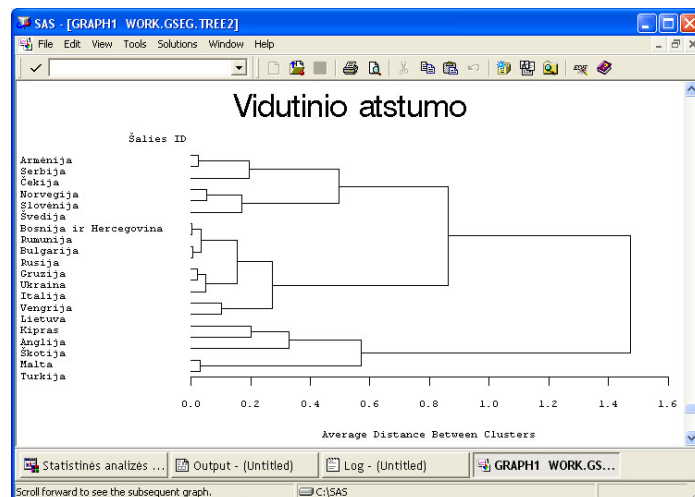 SAS - [GRAPH1 WORK.GSEG.TREE2]
File Edit View Tools Solutions Window Help
Vidutinio atstumo
Šalies ID
Armėnija
Serbija
Čekija
Norvegija
Slovėnija
Švedija
Bosnija ir Hercegovina
Rumunija
Bulgarija
Rusija
Gruzija
Ukraina
Italija
Vengrija
Lietuva
Kipras
Anglija
Škotija
Malta
Turkija
0.0 0.2 0.4 0.6 0.8 1.0 1.2 1.4 1.6
Average Distance Between Clusters
Statistinės analizės ... Output - (Untitled) Log - (Untitled) GRAPH1 WORK.GS...
Scroll forward to see the subsequent graph. C:\SAS